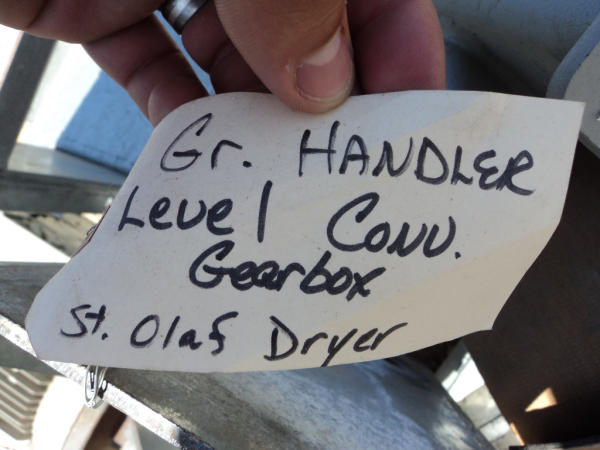 Gr. HANDLER
Level Conv.
Gearbox
St. Olaf Dryer